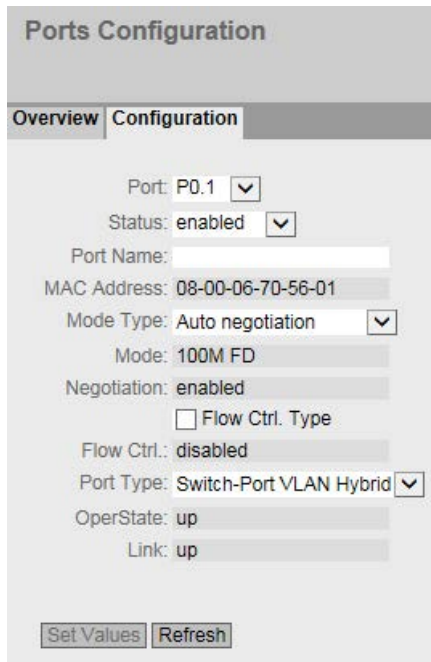 Ports Configuration
Overview Configuration
Port: P0.1
Status: enabled
Port Name:
MAC Address: 08-00-06-70-56-01
Mode Type: Auto negotiation
Mode: 100M FD
Negotiation: enabled
Flow Ctrl. Type
Flow Ctrl.: disabled
Port Type: Switch-Port VLAN Hybrid
OperState: up
Link: up
Set Values Refresh